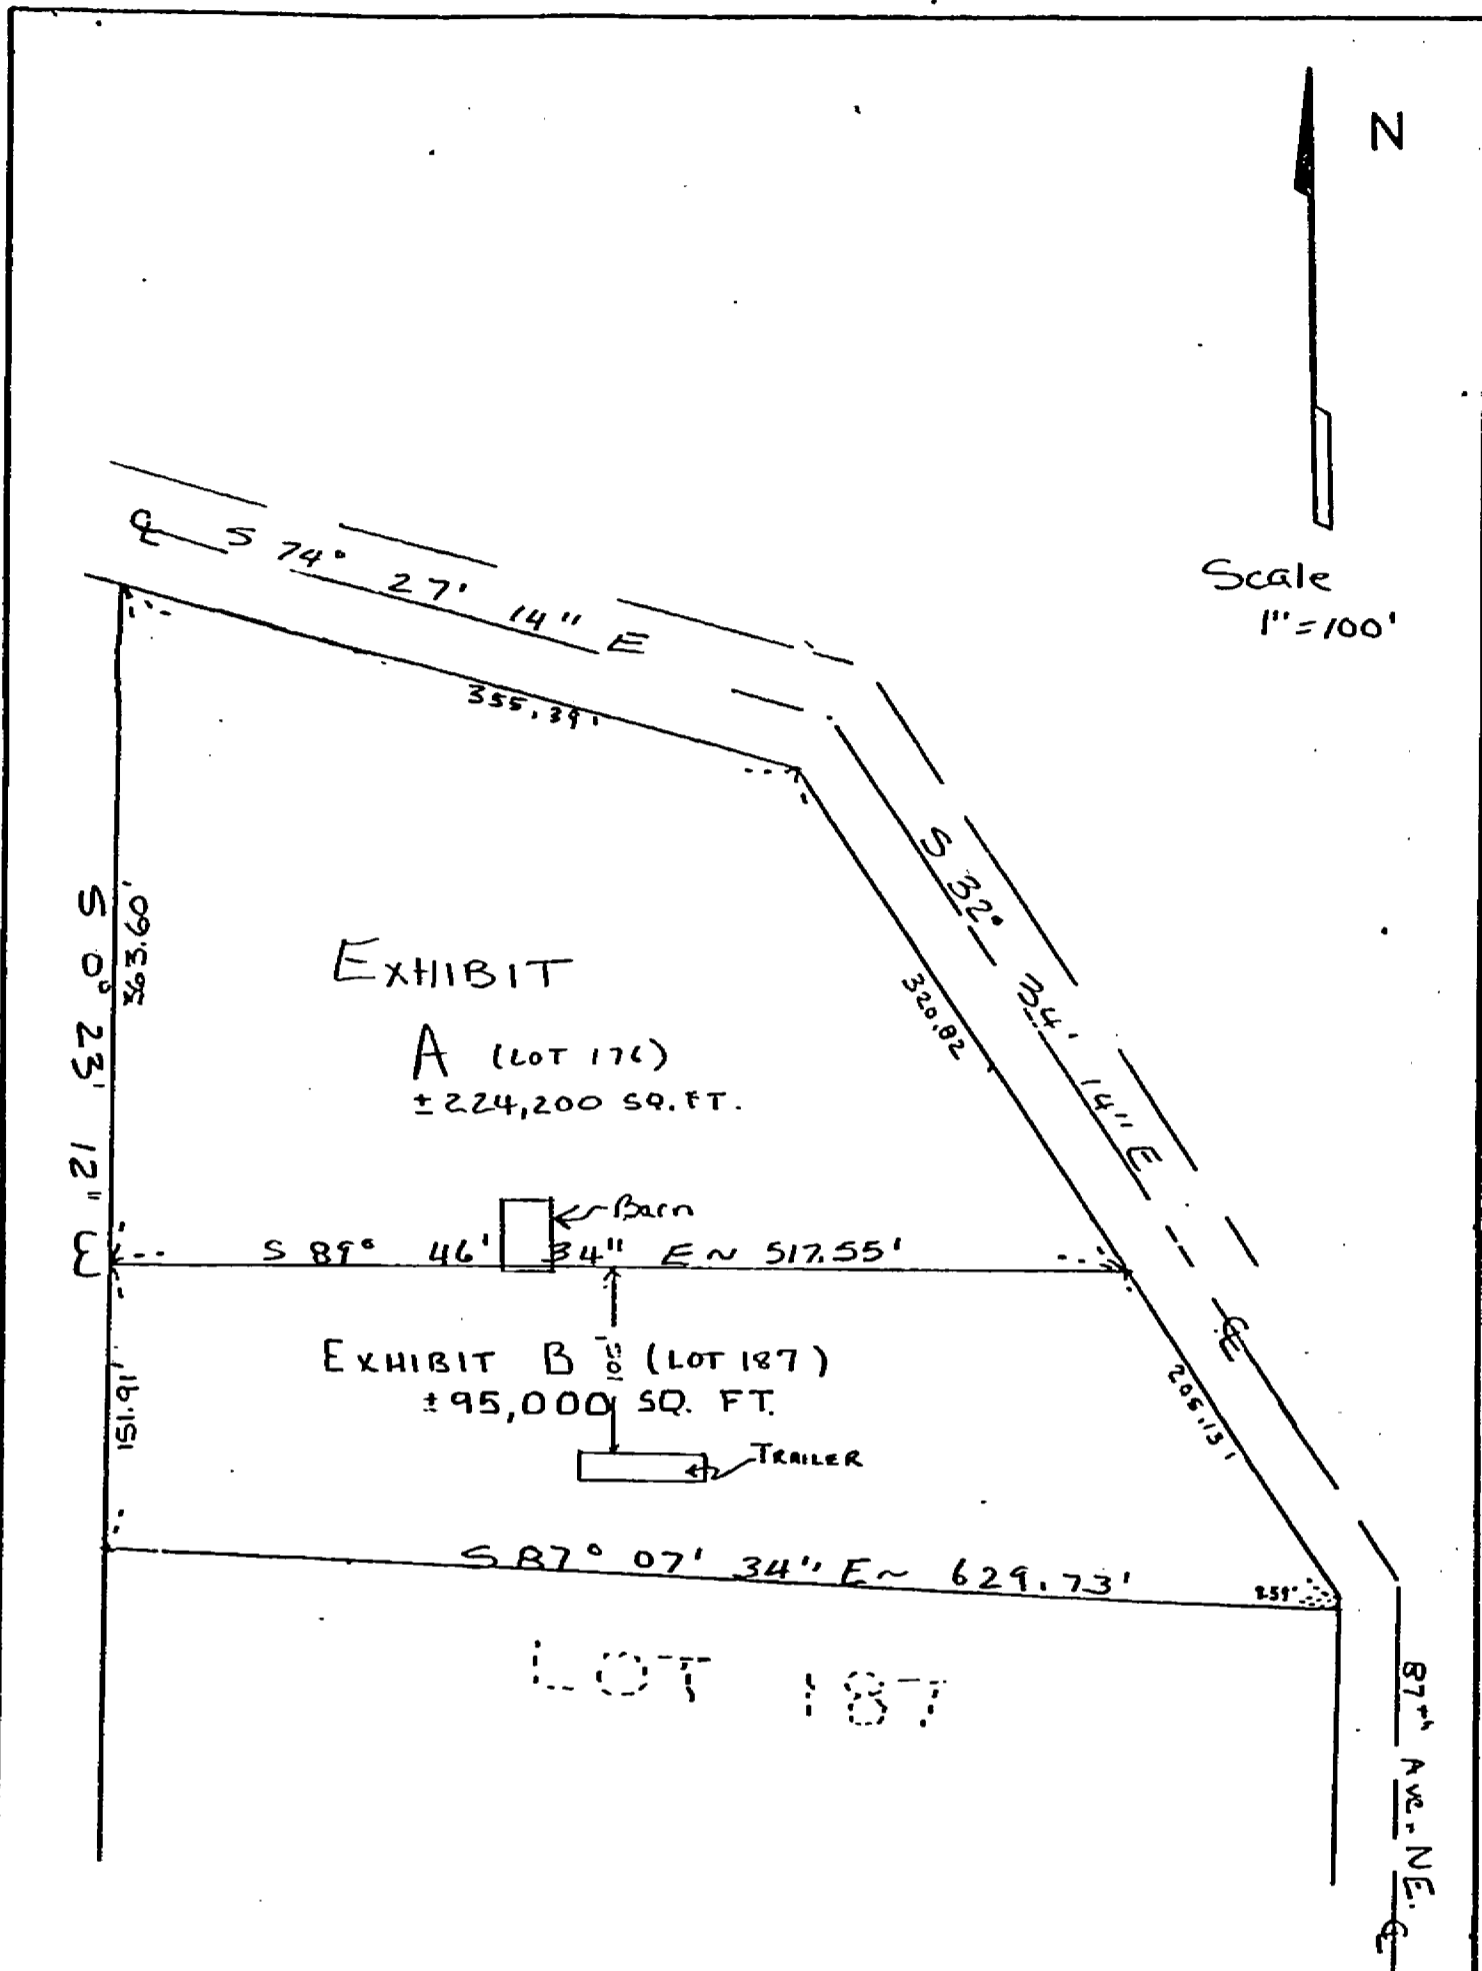 N
Scale
1"=100'
℄ S 74° 27' 14" E
355.39'
S 32° 34' 14" E
320.82
S 0° 23' 12" W
363.60'
EXHIBIT
A (LOT 176)
±224,200 SQ. FT.
Barn
S 89° 46' 34" E ~ 517.55'
℄
EXHIBIT B (LOT 187)
±95,000 SQ. FT.
205.13'
151.91'
TRAILER
S 87° 07' 34" E ~ 629.73'
LOT 187
87th Ave. NE.
℄